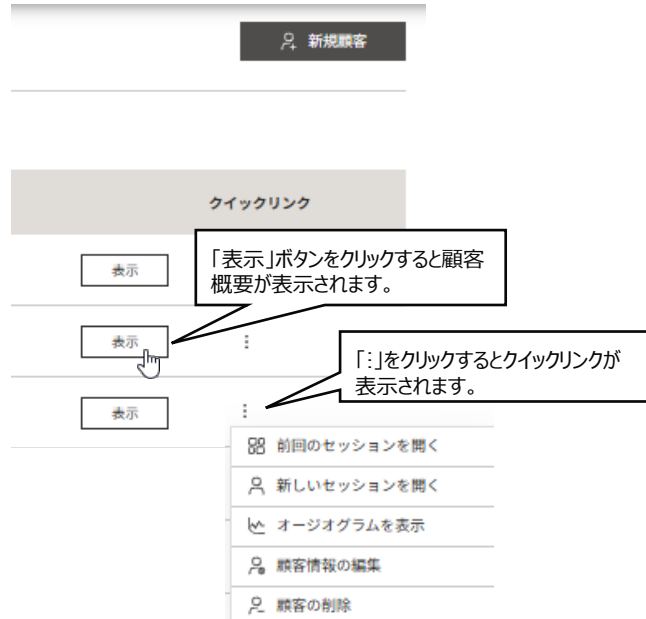 新規顧客
クイックリンク
「表示」ボタンをクリックすると顧客
概要が表示されます。
表示
表示
「⋮」をクリックするとクイックリンクが
表示されます。
表示
前回のセッションを開く
新しいセッションを開く
オージオグラムを表示
顧客情報の編集
顧客の削除